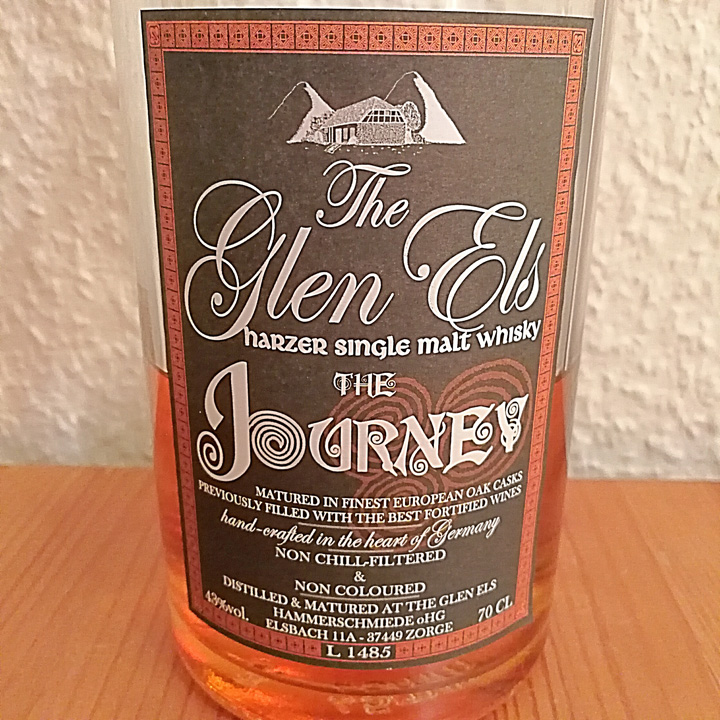 The
Glen Els
HARZER SINGLE MALT WHISKY
THE
JOURNEY
MATURED IN FINEST EUROPEAN OAK CASKS
PREVIOUSLY FILLED WITH THE BEST FORTIFIED WINES
hand-crafted in the heart of Germany
NON CHILL-FILTERED
&
NON COLOURED
DISTILLED & MATURED AT THE GLEN ELS
43%vol. HAMMERSCHMIEDE oHG 70 CL
ELSBACH 11A - 37449 ZORGE
L 1485